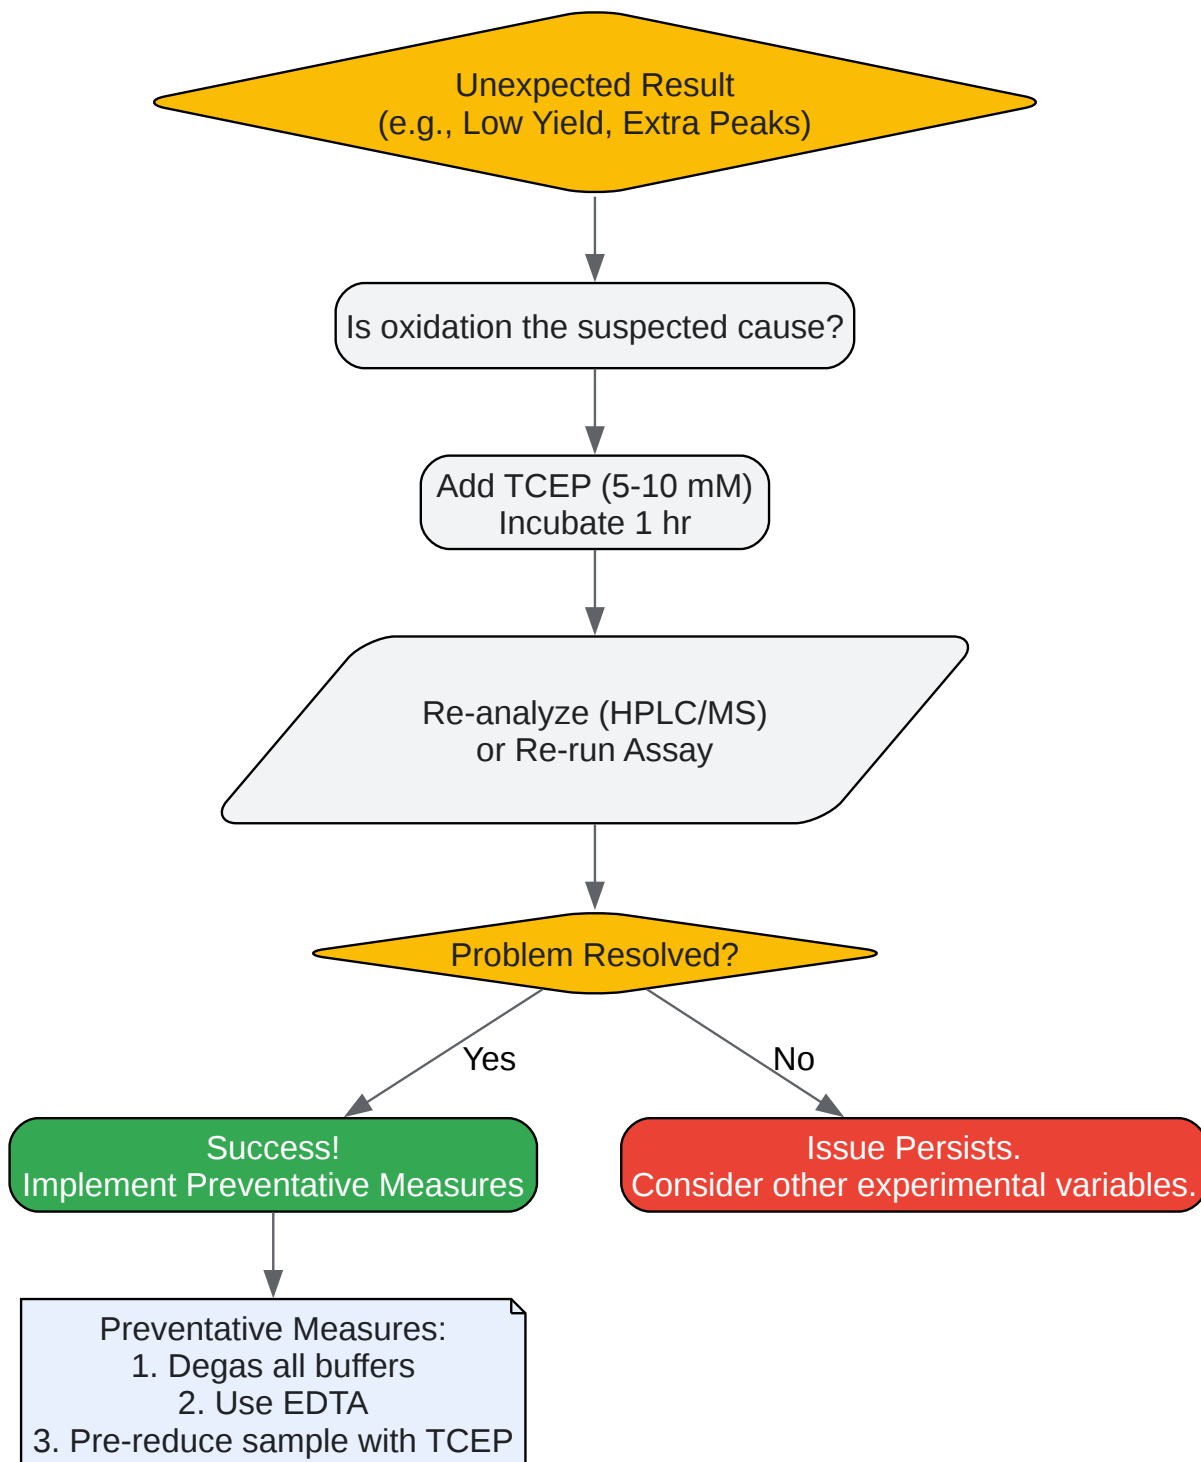 Unexpected Result
(e.g., Low Yield, Extra Peaks)
Is oxidation the suspected cause?
Add TCEP (5-10 mM)
Incubate 1 hr
Re-analyze (HPLC/MS)
or Re-run Assay
Problem Resolved?
Yes
No
Success!
Implement Preventative Measures
Issue Persists.
Consider other experimental variables.
Preventative Measures:
1. Degas all buffers
2. Use EDTA
3. Pre-reduce sample with TCEP